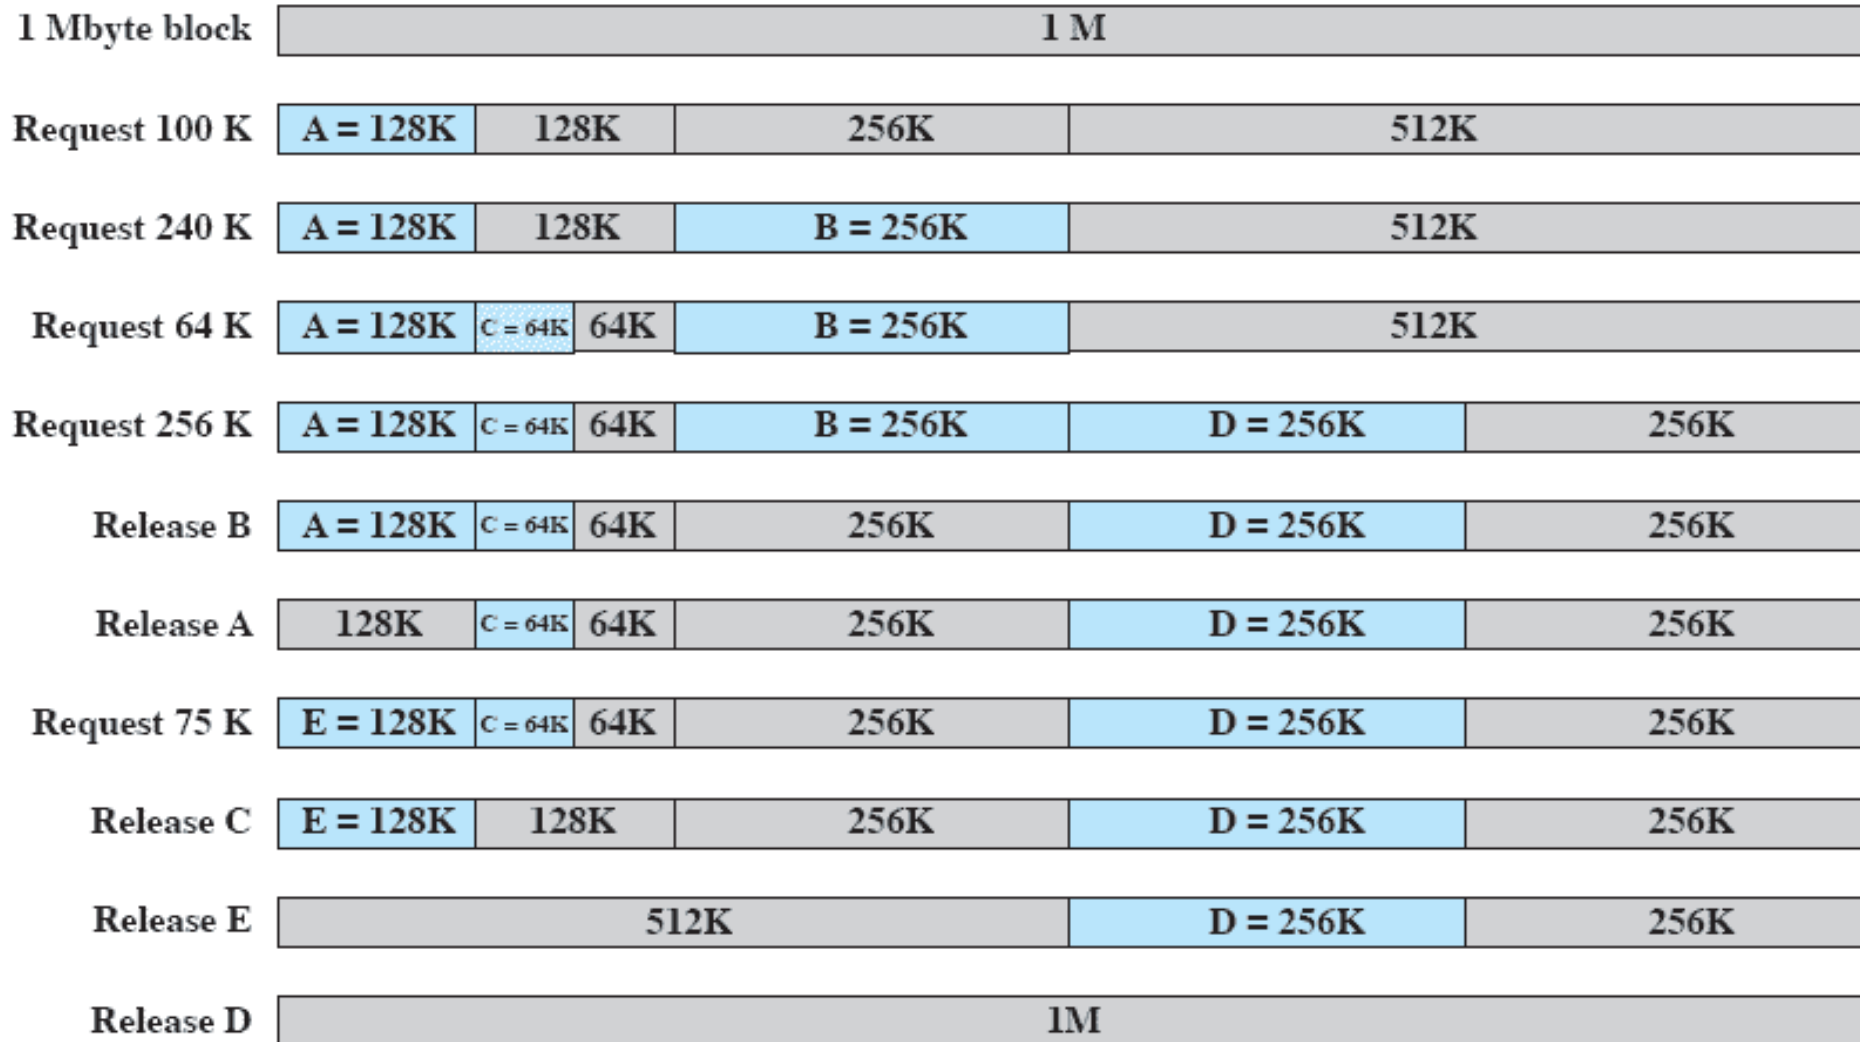 1 Mbyte block 1 M
Request 100 K A = 128K 128K 256K 512K
Request 240 K A = 128K 128K B = 256K 512K
Request 64 K A = 128K C = 64K 64K B = 256K 512K
Request 256 K A = 128K C = 64K 64K B = 256K D = 256K 256K
Release B A = 128K C = 64K 64K 256K D = 256K 256K
Release A 128K C = 64K 64K 256K D = 256K 256K
Request 75 K E = 128K C = 64K 64K 256K D = 256K 256K
Release C E = 128K 128K 256K D = 256K 256K
Release E 512K D = 256K 256K
Release D 1M